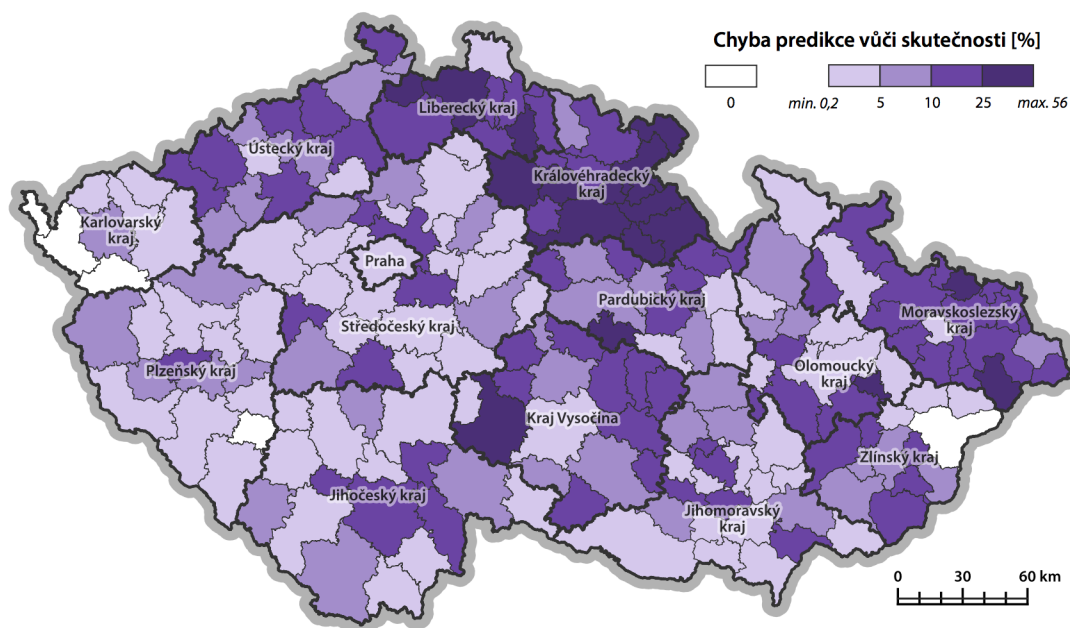 Chyba predikce vůči skutečnosti [%]
0
min. 0,2
5
10
25
max. 56
Liberecký kraj
Ústecký kraj
Královéhradecký
kraj
Karlovarský
kraj
Praha
Pardubický kraj
Moravskoslezský
kraj
Středočeský kraj
Plzeňský kraj
Olomoucký
kraj
Kraj Vysočina
Zlínský kraj
Jihočeský kraj
Jihomoravský
kraj
0
30
60 km